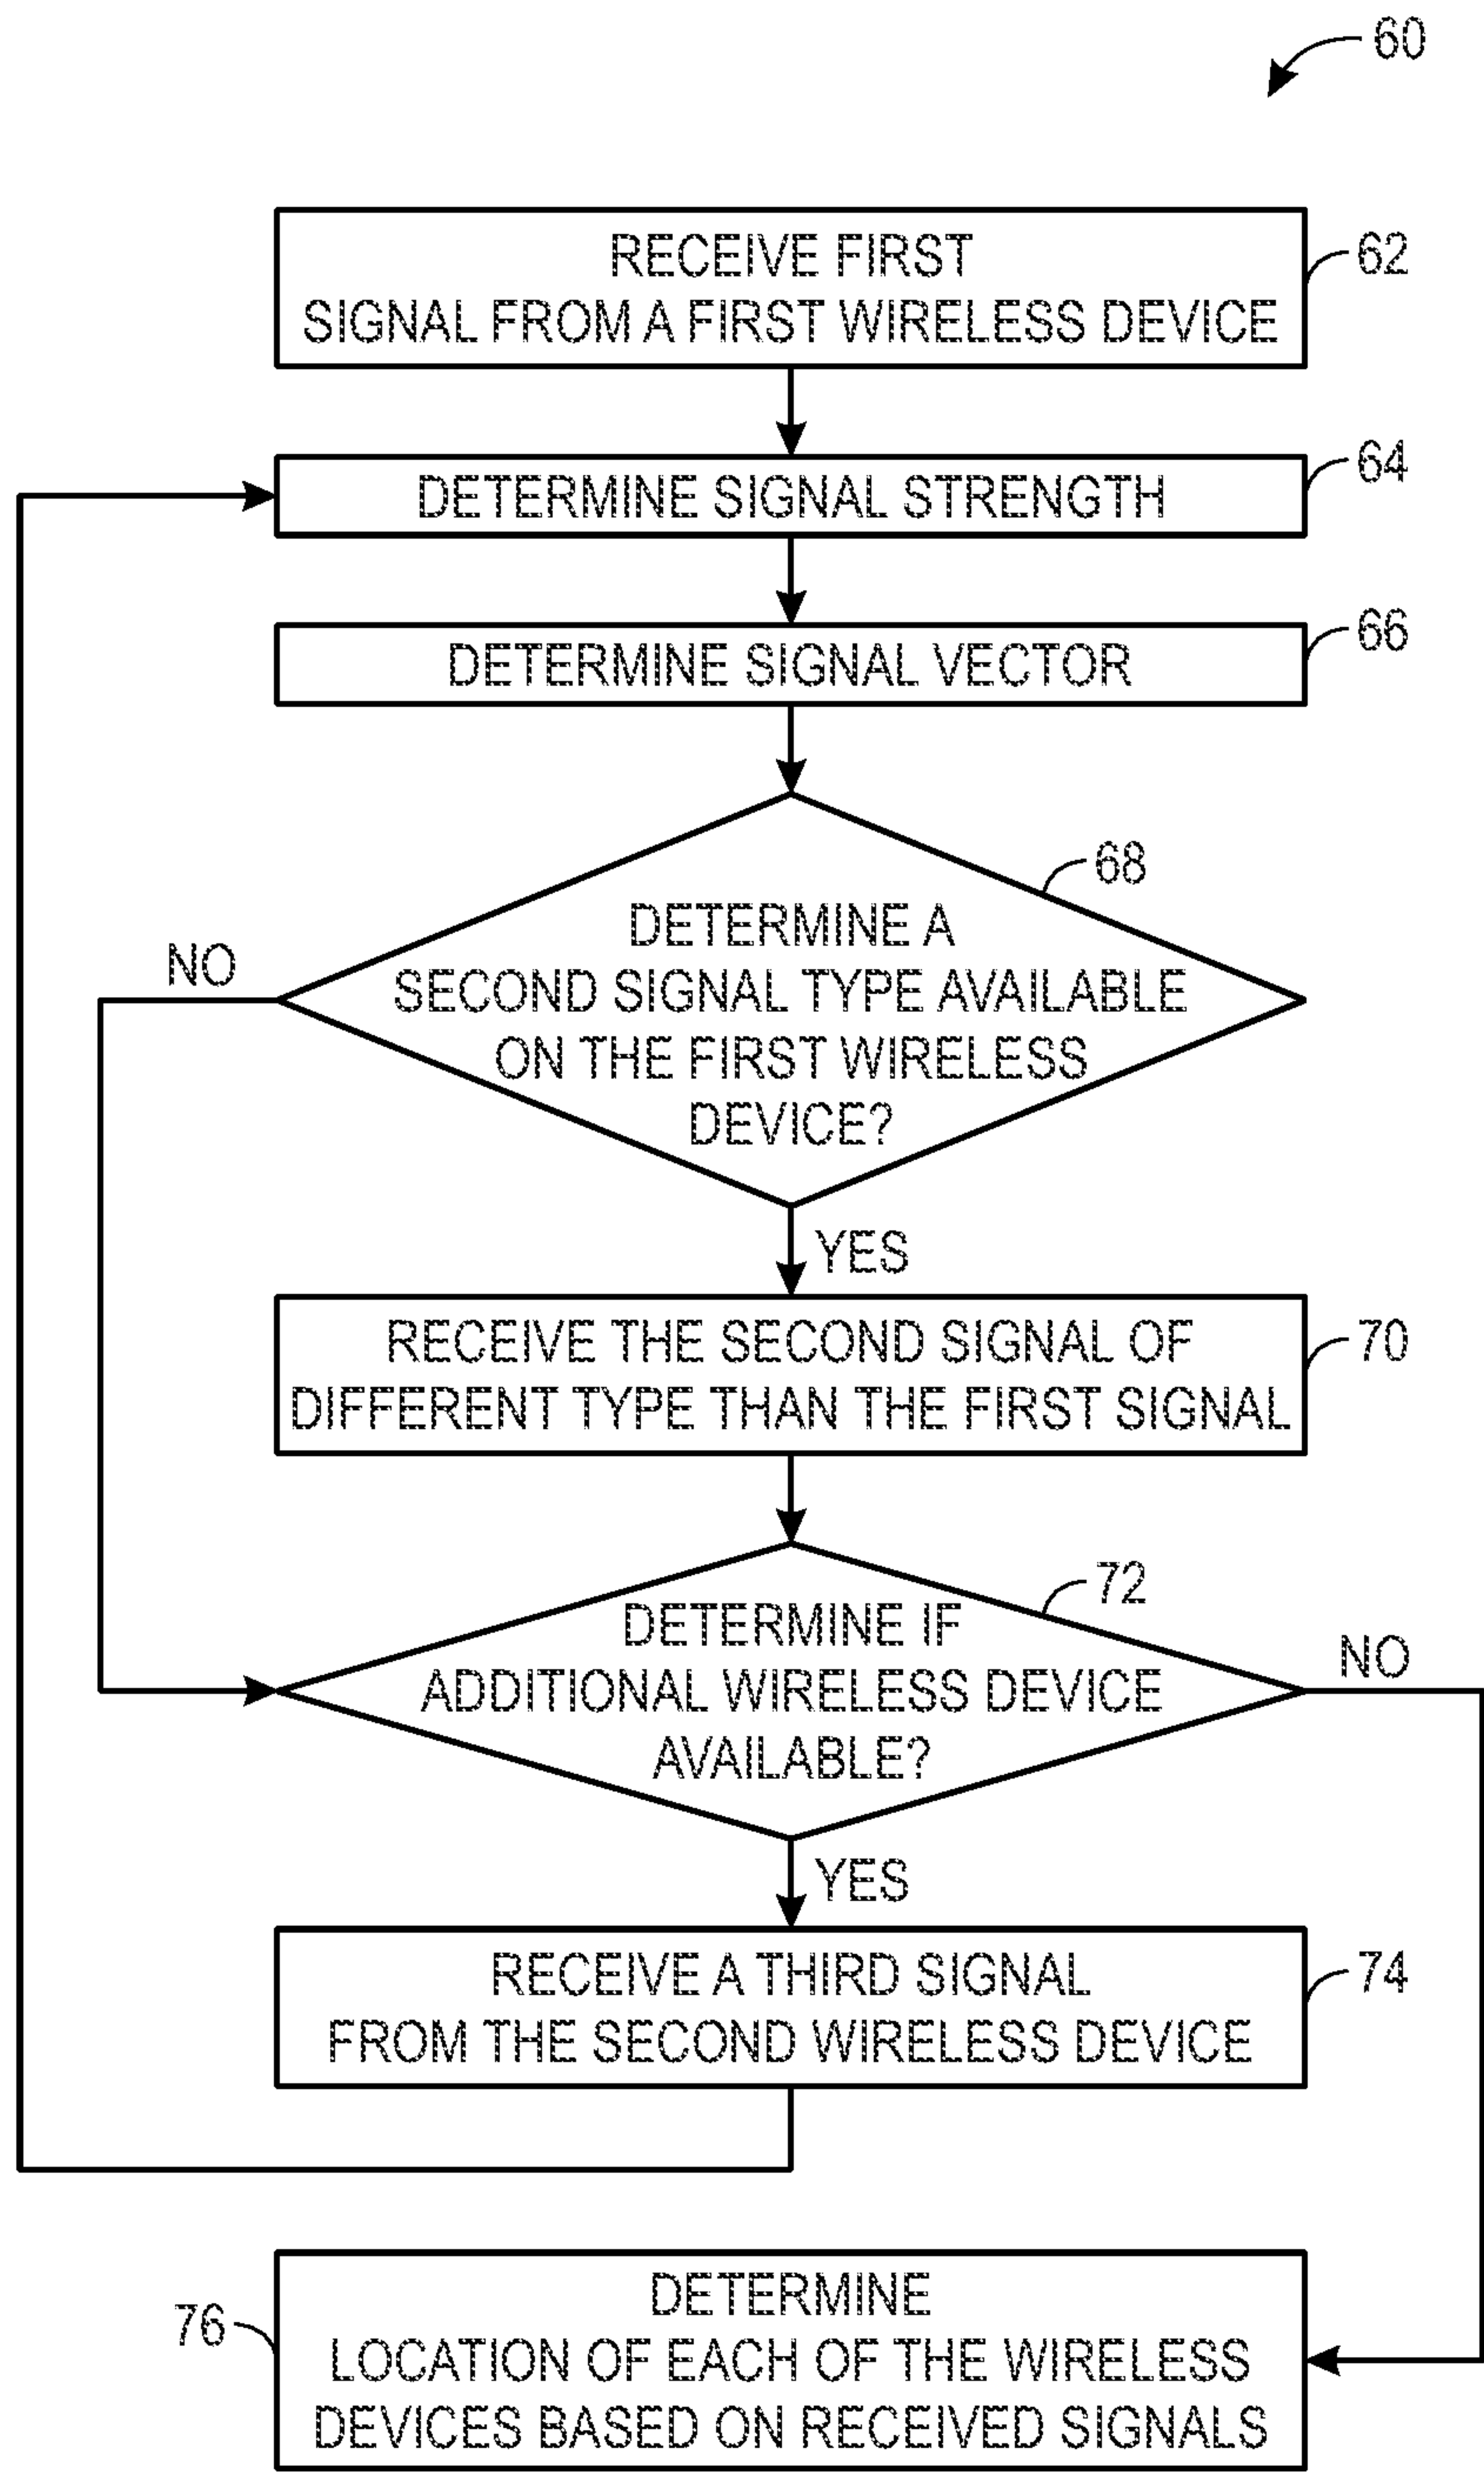 60
RECEIVE FIRST
SIGNAL FROM A FIRST WIRELESS DEVICE
62
DETERMINE SIGNAL STRENGTH
64
DETERMINE SIGNAL VECTOR
66
68
DETERMINE A
SECOND SIGNAL TYPE AVAILABLE
ON THE FIRST WIRELESS
DEVICE?
NO
YES
RECEIVE THE SECOND SIGNAL OF
DIFFERENT TYPE THAN THE FIRST SIGNAL
70
72
DETERMINE IF
ADDITIONAL WIRELESS DEVICE
AVAILABLE?
NO
YES
RECEIVE A THIRD SIGNAL
FROM THE SECOND WIRELESS DEVICE
74
76
DETERMINE
LOCATION OF EACH OF THE WIRELESS
DEVICES BASED ON RECEIVED SIGNALS